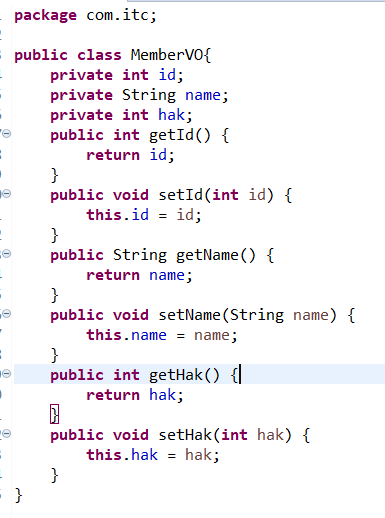 package com.itc;
public class MemberVO{
    private int id;
    private String name;
    private int hak;
    public int getId() {
        return id;
    }
    public void setId(int id) {
        this.id = id;
    }
    public String getName() {
        return name;
    }
    public void setName(String name) {
        this.name = name;
    }
    public int getHak() {
        return hak;
    }
    public void setHak(int hak) {
        this.hak = hak;
    }
}